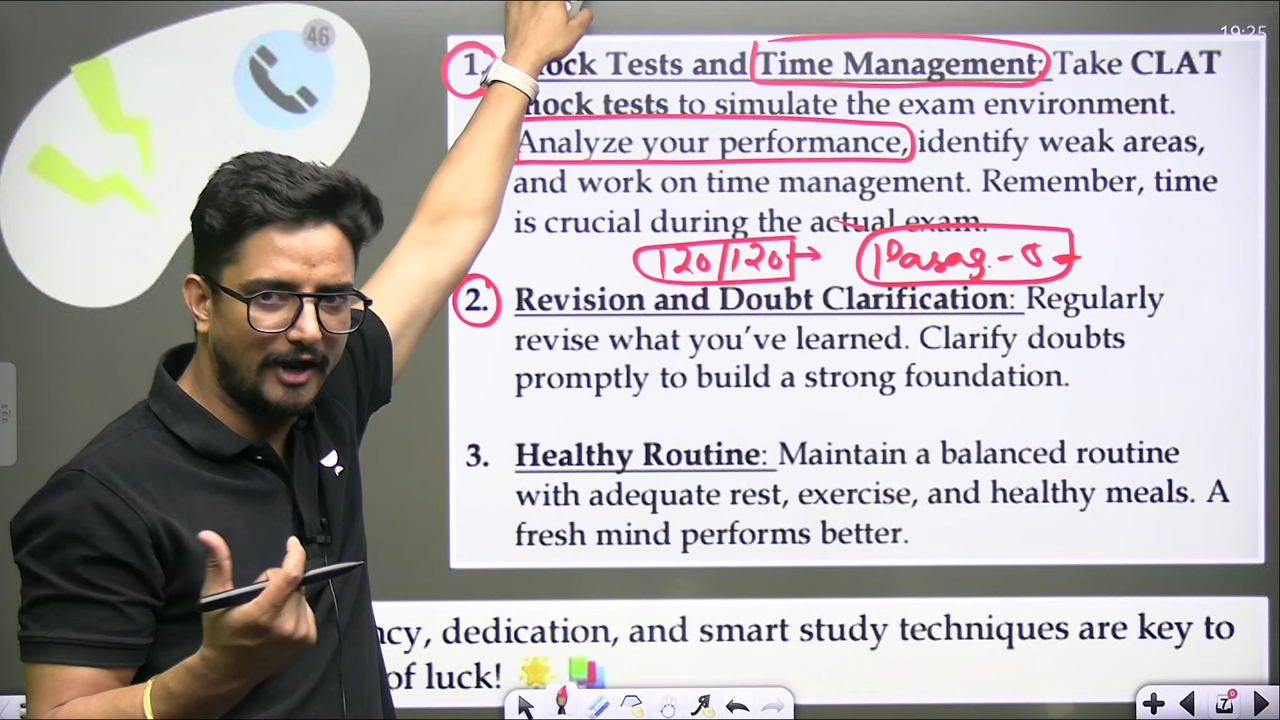 46
19:25
1. Mock Tests and Time Management: Take CLAT
mock tests to simulate the exam environment.
Analyze your performance, identify weak areas,
and work on time management. Remember, time
is crucial during the actual exam.
120/120 → Passag. -
2. Revision and Doubt Clarification: Regularly
revise what you’ve learned. Clarify doubts
promptly to build a strong foundation.
3. Healthy Routine: Maintain a balanced routine
with adequate rest, exercise, and healthy meals. A
fresh mind performs better.
ncy, dedication, and smart study techniques are key to
of luck!